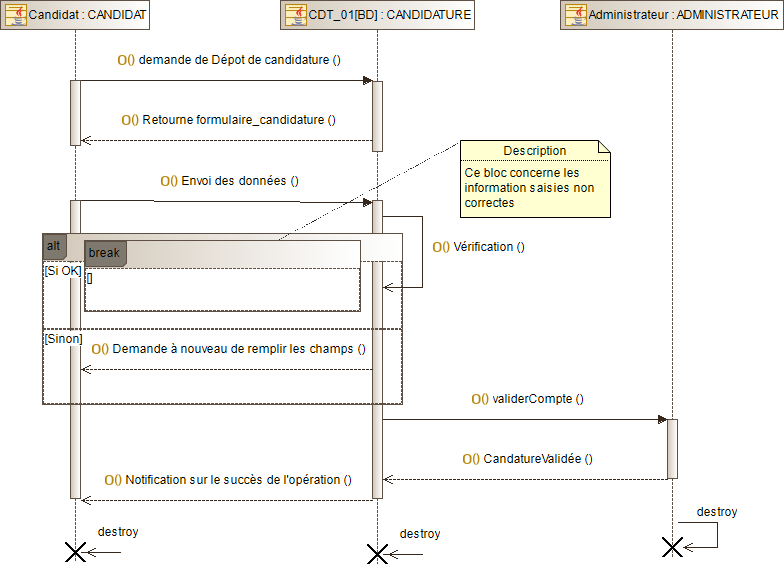 Candidat : CANDIDAT
CDT_01[BD] : CANDIDATURE
Administrateur : ADMINISTRATEUR
O() demande de Dépot de candidature ()
O() Retourne formulaire_candidature ()
Description
Ce bloc concerne les
information saisies non
correctes
O() Envoi des données ()
O() Vérification ()
alt
break
[Si OK]
[]
[Sinon]
O() Demande à nouveau de remplir les champs ()
O() validerCompte ()
O() CandatureValidée ()
O() Notification sur le succès de l'opération ()
destroy
destroy
destroy